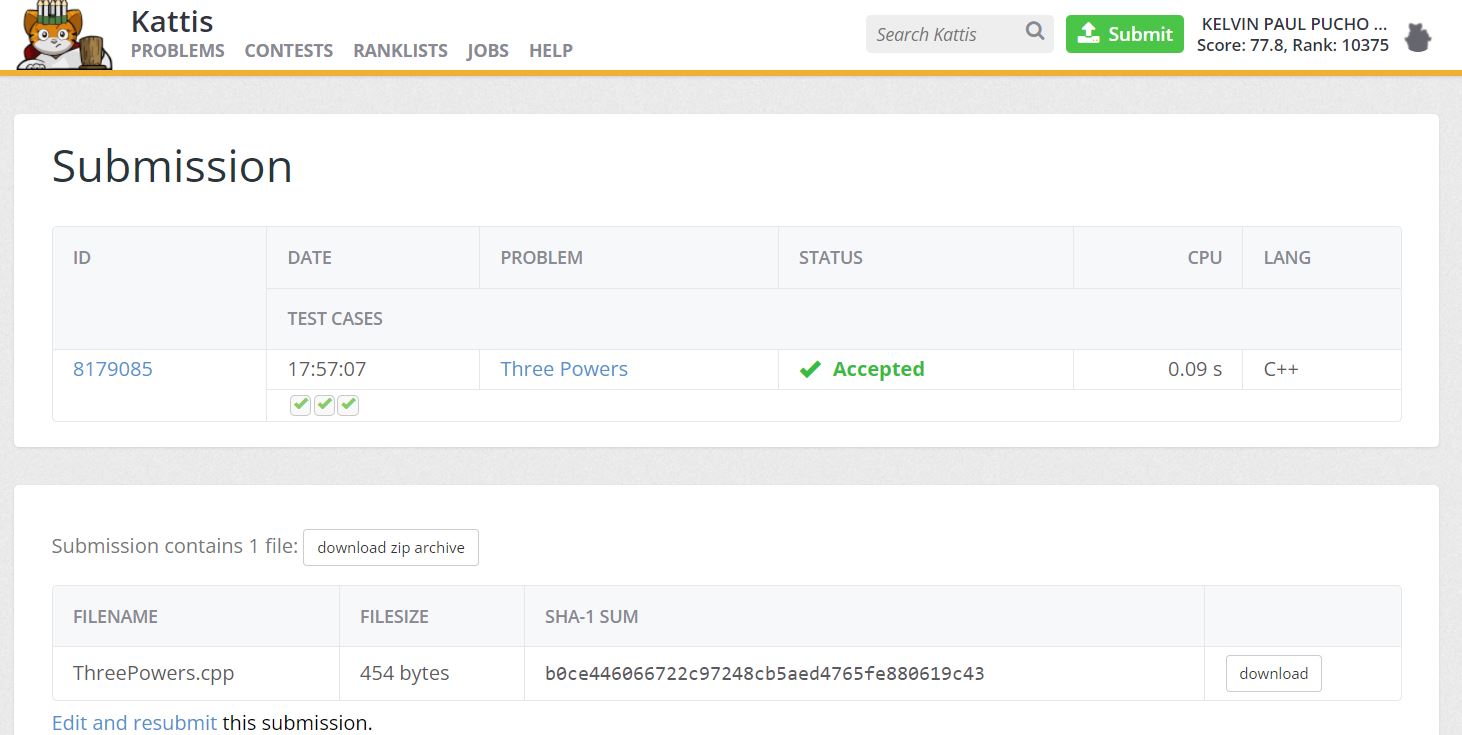 Kattis
PROBLEMS CONTESTS RANKLISTS JOBS HELP
Search Kattis
Submit
KELVIN PAUL PUCHO ...
Score: 77.8, Rank: 10375
Submission
ID DATE PROBLEM STATUS CPU LANG
TEST CASES
8179085 17:57:07 Three Powers Accepted 0.09 s C++
Submission contains 1 file: download zip archive
FILENAME FILESIZE SHA-1 SUM
ThreePowers.cpp 454 bytes b0ce446066722c97248cb5aed4765fe880619c43 download
Edit and resubmit this submission.